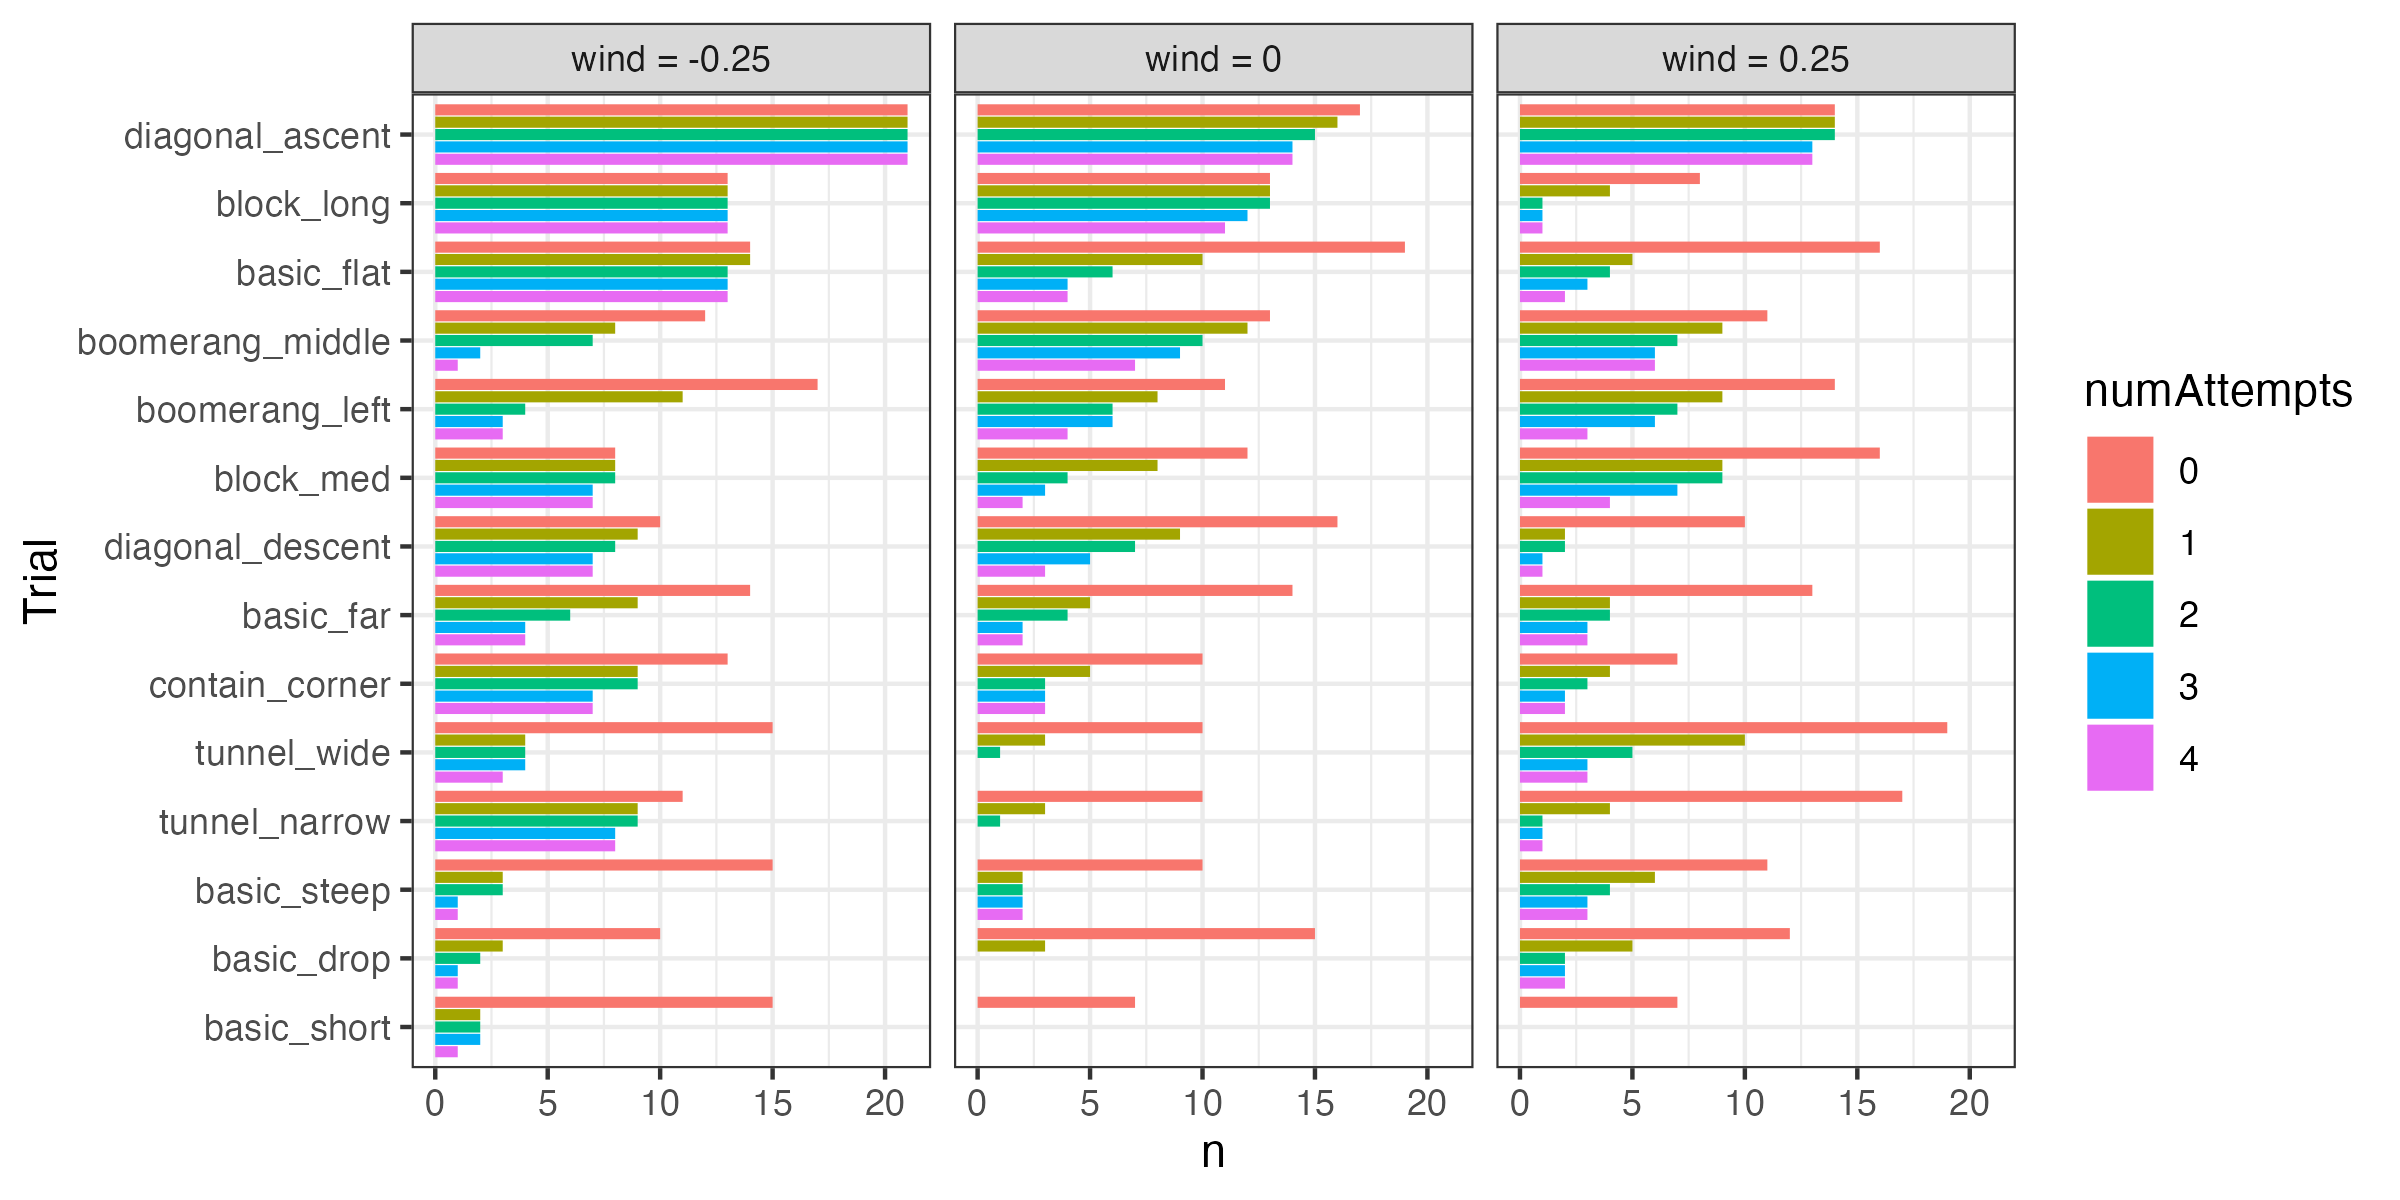 wind = -0.25
wind = 0
wind = 0.25
Trial
diagonal_ascent
block_long
basic_flat
boomerang_middle
boomerang_left
block_med
diagonal_descent
basic_far
contain_corner
tunnel_wide
tunnel_narrow
basic_steep
basic_drop
basic_short
0 5 10 15 20
0 5 10 15 20
0 5 10 15 20
n
numAttempts
0
1
2
3
4